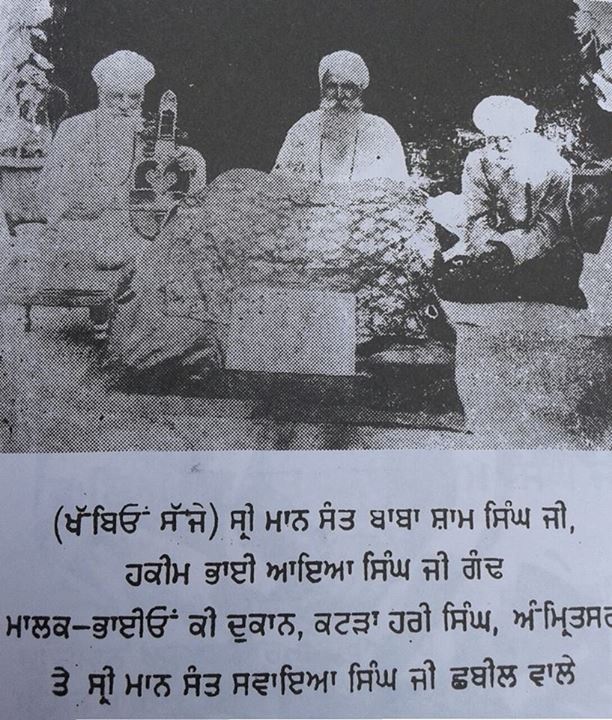 (ਖੱਬਿਓਂ ਸੱਜੇ) ਸ੍ਰੀ ਮਾਨ ਸੰਤ ਬਾਬਾ ਸ਼ਾਮ ਸਿੰਘ ਜੀ,
ਹਕੀਮ ਭਾਈ ਆਇਆ ਸਿੰਘ ਜੀ ਗੰਢ
ਮਾਲਕ–ਭਾਈਓਂ ਕੀ ਦੁਕਾਨ, ਕਟੜਾ ਹਰੀ ਸਿੰਘ, ਅੰਮ੍ਰਿਤਸਰ
ਤੇ ਸ੍ਰੀ ਮਾਨ ਸੰਤ ਸਵਾਇਆ ਸਿੰਘ ਜੀ ਛਬੀਲ ਵਾਲੇ